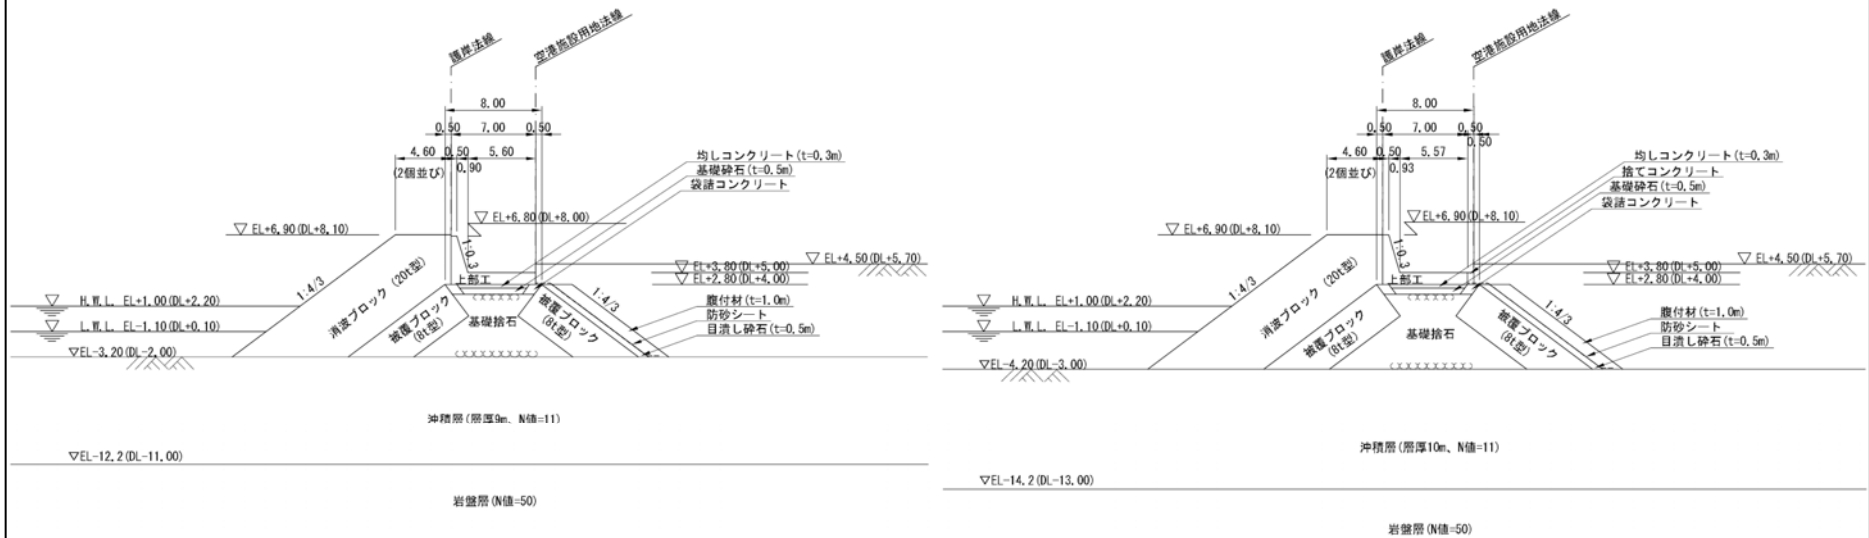 護岸法線
空港施設用地法線
8.00
0.50
7.00
0.50
4.60
0.50
5.60
(2個並び)
0.90
均しコンクリート(t=0.3m)
基礎砕石(t=0.5m)
袋詰コンクリート
▽ EL+6.80(DL+8.00)
▽ EL+6.90(DL+8.10)
1:0.3
▽ EL+4.50(DL+5.70)
▽ EL+3.80(DL+5.00)
▽ EL+2.80(DL+4.00)
上部工
1:4/3
消波ブロック(20t型)
被覆ブロック
(8t型)
基礎捨石
被覆ブロック
(8t型)
1:4/3
腹付材(t=1.0m)
防砂シート
目潰し砕石(t=0.5m)
▽ H.W.L. EL+1.00(DL+2.20)
▽ L.W.L. EL-1.10(DL+0.10)
▽EL-3.20(DL-2.00)
沖積層(層厚9m、N値=11)
▽EL-12.2(DL-11.00)
岩盤層(N値=50)
護岸法線
空港施設用地法線
8.00
0.50
7.00
0.50
0.50
4.60
0.50
5.57
(2個並び)
0.93
均しコンクリート(t=0.3m)
捨てコンクリート
基礎砕石(t=0.5m)
袋詰コンクリート
▽EL+6.90(DL+8.10)
▽ EL+6.90(DL+8.10)
1:0.3
▽ EL+4.50(DL+5.70)
▽EL+3.80(DL+5.00)
▽EL+2.80(DL+4.00)
上部工
1:4/3
消波ブロック(20t型)
被覆ブロック
(8t型)
基礎捨石
被覆ブロック
(8t型)
1:4/3
腹付材(t=1.0m)
防砂シート
目潰し砕石(t=0.5m)
▽ H.W.L. EL+1.00(DL+2.20)
▽ L.W.L. EL-1.10(DL+0.10)
▽EL-4.20(DL-3.00)
沖積層(層厚10m、N値=11)
▽EL-14.2(DL-13.00)
岩盤層(N値=50)